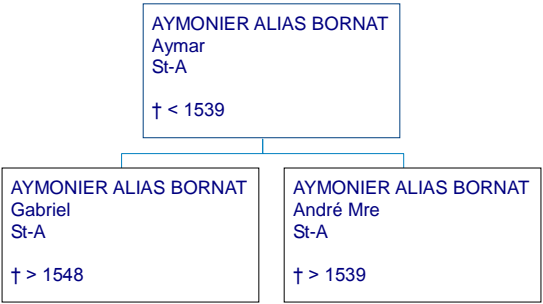 AYMONIER ALIAS BORNAT
Aymar
St-A
† < 1539
AYMONIER ALIAS BORNAT
Gabriel
St-A
† > 1548
AYMONIER ALIAS BORNAT
André Mre
St-A
† > 1539